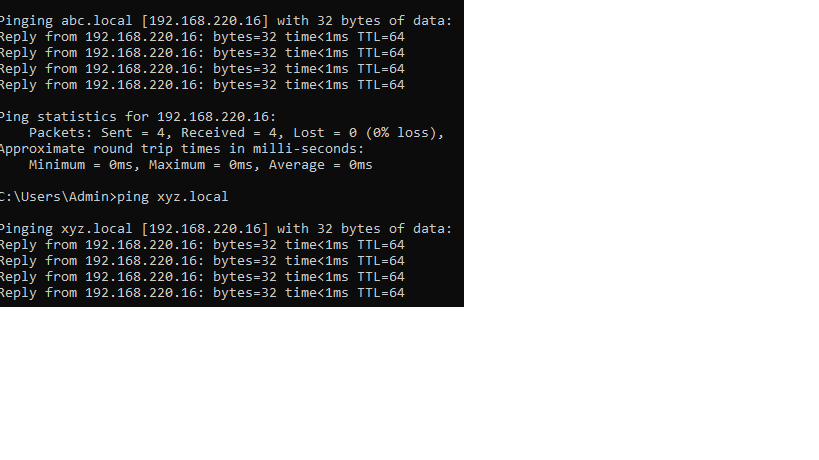 Pinging abc.local [192.168.220.16] with 32 bytes of data:
Reply from 192.168.220.16: bytes=32 time<1ms TTL=64
Reply from 192.168.220.16: bytes=32 time<1ms TTL=64
Reply from 192.168.220.16: bytes=32 time<1ms TTL=64
Reply from 192.168.220.16: bytes=32 time<1ms TTL=64
Ping statistics for 192.168.220.16:
Packets: Sent = 4, Received = 4, Lost = 0 (0% loss),
Approximate round trip times in milli-seconds:
Minimum = 0ms, Maximum = 0ms, Average = 0ms
C:\Users\Admin>ping xyz.local
Pinging xyz.local [192.168.220.16] with 32 bytes of data:
Reply from 192.168.220.16: bytes=32 time<1ms TTL=64
Reply from 192.168.220.16: bytes=32 time<1ms TTL=64
Reply from 192.168.220.16: bytes=32 time<1ms TTL=64
Reply from 192.168.220.16: bytes=32 time<1ms TTL=64